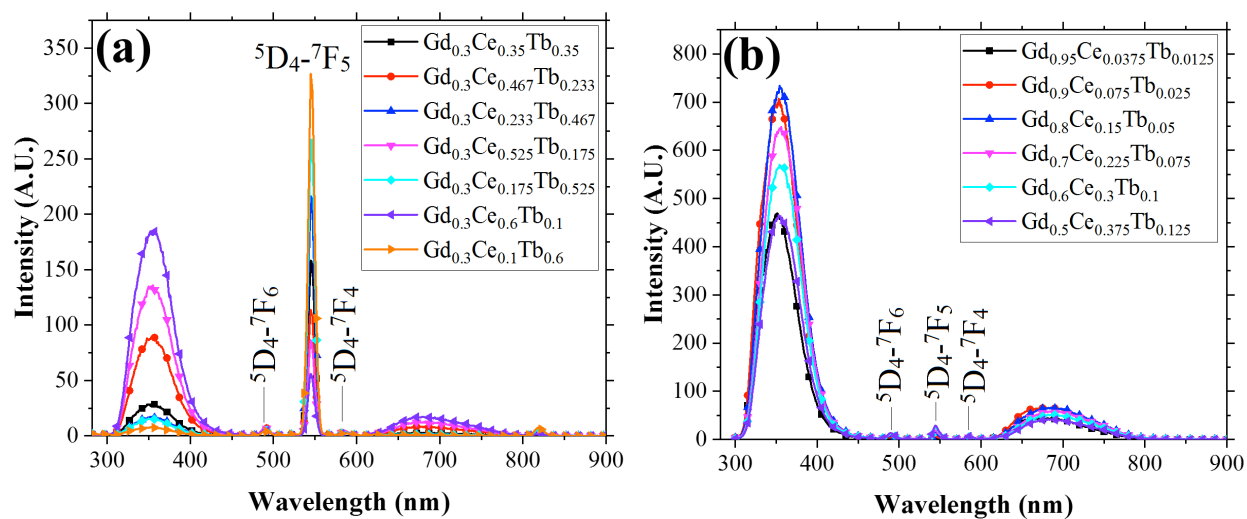 (a)
⁵D₄-⁷F₅
Gd₀.₃Ce₀.₃₅Tb₀.₃₅
Gd₀.₃Ce₀.₄₆₇Tb₀.₂₃₃
Gd₀.₃Ce₀.₂₃₃Tb₀.₄₆₇
Gd₀.₃Ce₀.₅₂₅Tb₀.₁₇₅
Gd₀.₃Ce₀.₁₇₅Tb₀.₅₂₅
Gd₀.₃Ce₀.₆Tb₀.₁
Gd₀.₃Ce₀.₁Tb₀.₆
⁵D₄-⁷F₆
⁵D₄-⁷F₄
Intensity (A.U.)
350
300
250
200
150
100
50
0
300 400 500 600 700 800 900
Wavelength (nm)
(b)
Gd₀.₉₅Ce₀.₀₃₇₅Tb₀.₀₁₂₅
Gd₀.₉Ce₀.₀₇₅Tb₀.₀₂₅
Gd₀.₈Ce₀.₁₅Tb₀.₀₅
Gd₀.₇Ce₀.₂₂₅Tb₀.₀₇₅
Gd₀.₆Ce₀.₃Tb₀.₁
Gd₀.₅Ce₀.₃₇₅Tb₀.₁₂₅
⁵D₄-⁷F₆
⁵D₄-⁷F₅
⁵D₄-⁷F₄
Intensity (A.U.)
800
700
600
500
400
300
200
100
0
300 400 500 600 700 800 900
Wavelength (nm)